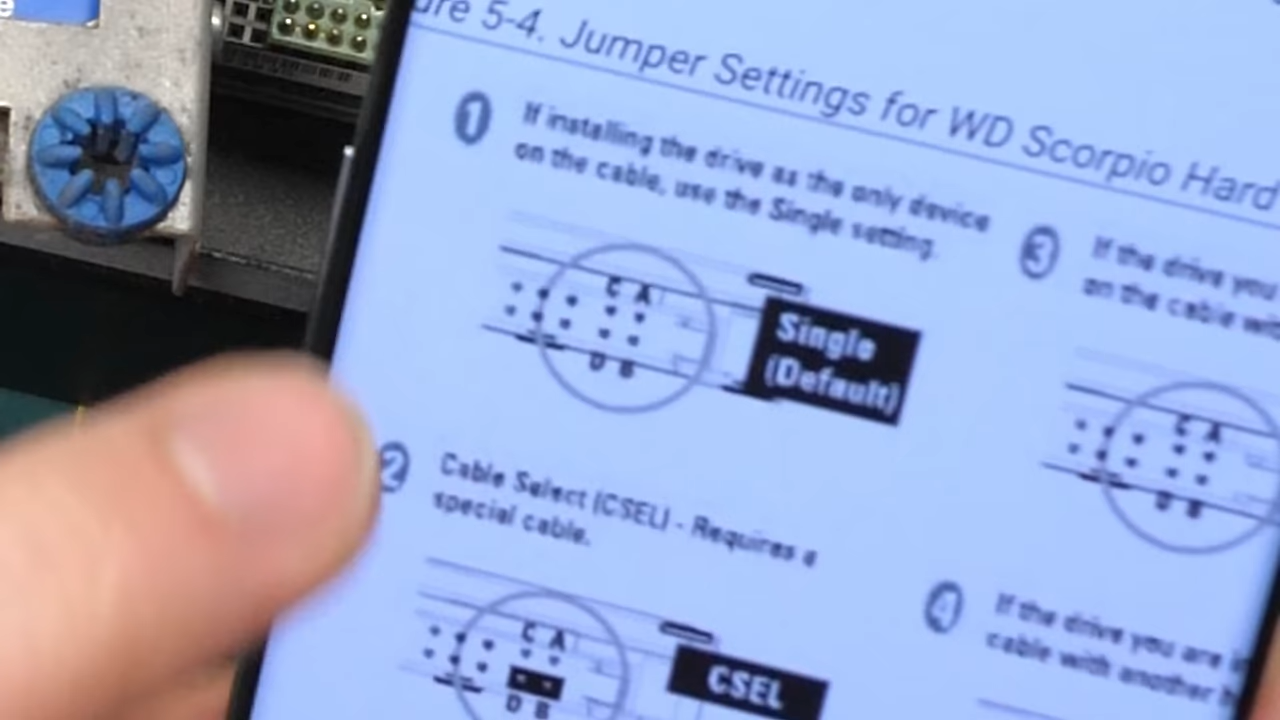 ure 5-4. Jumper Settings for WD Scorpio Hard
1
If installing the drive as the only device
on the cable, use the Single setting.
C A
D B
Single
(Default)
2
Cable Select (CSEL) - Requires a
special cable.
C A
D B
CSEL
3
If the drive you
on the cable
C A
D B
4
If the drive you are
cable with another
e